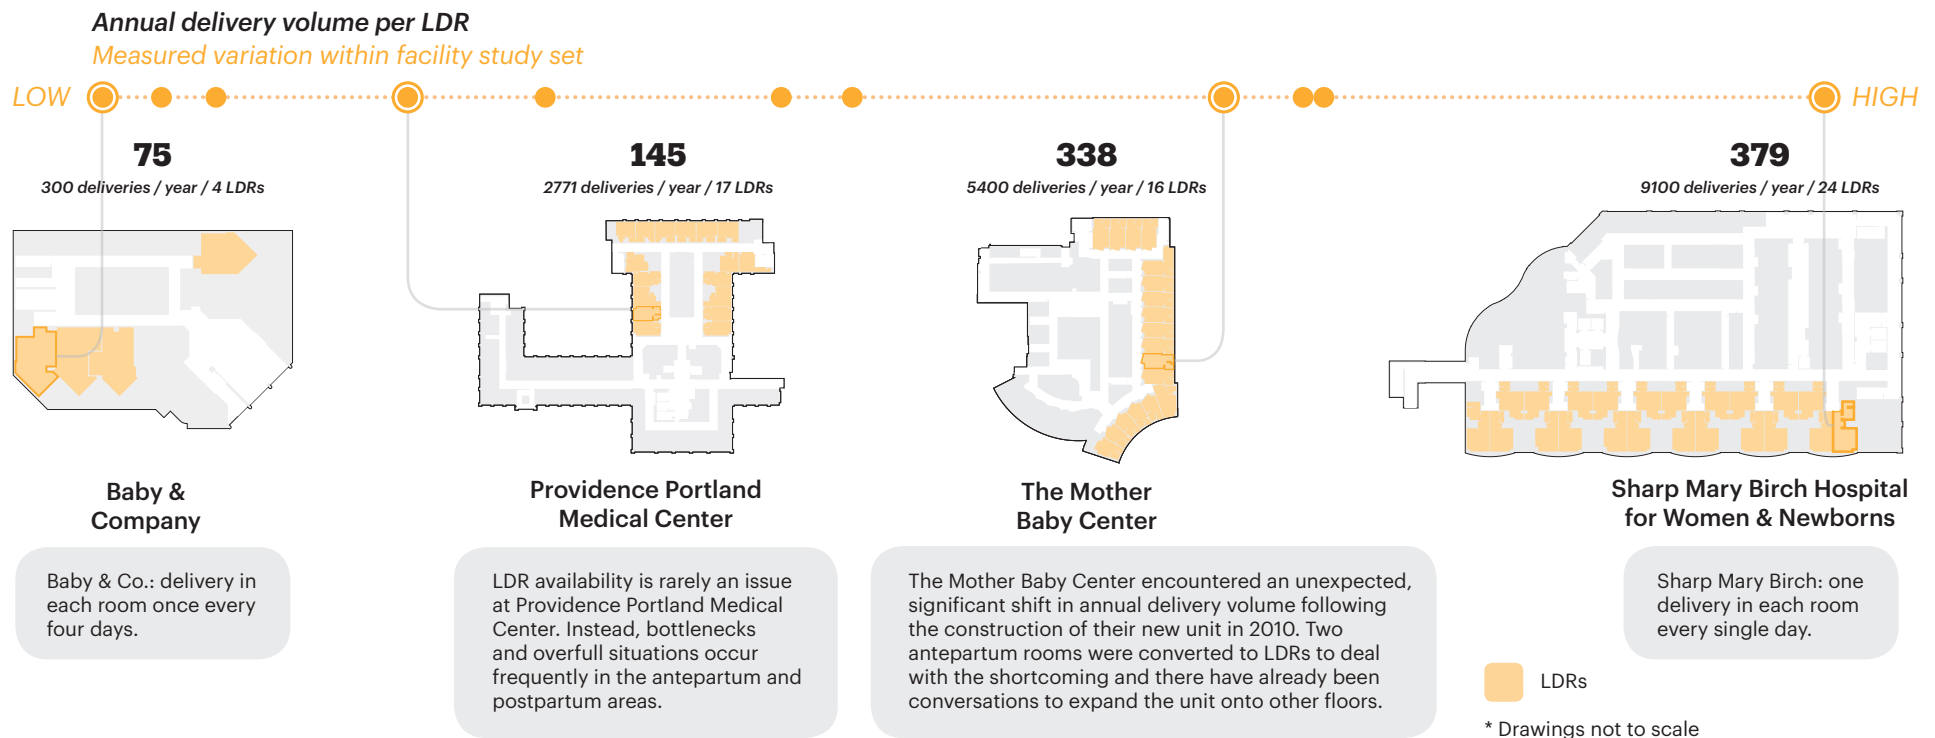 Annual delivery volume per LDR
Measured variation within facility study set
LOW
HIGH
75
300 deliveries / year / 4 LDRs
145
2771 deliveries / year / 17 LDRs
338
5400 deliveries / year / 16 LDRs
379
9100 deliveries / year / 24 LDRs
Baby &
Company
Providence Portland
Medical Center
The Mother
Baby Center
Sharp Mary Birch Hospital
for Women & Newborns
Baby & Co.: delivery in
each room once every
four days.
LDR availability is rarely an issue
at Providence Portland Medical
Center. Instead, bottlenecks
and overfull situations occur
frequently in the antepartum and
postpartum areas.
The Mother Baby Center encountered an unexpected,
significant shift in annual delivery volume following
the construction of their new unit in 2010. Two
antepartum rooms were converted to LDRs to deal
with the shortcoming and there have already been
conversations to expand the unit onto other floors.
Sharp Mary Birch: one
delivery in each room
every single day.
LDRs
* Drawings not to scale